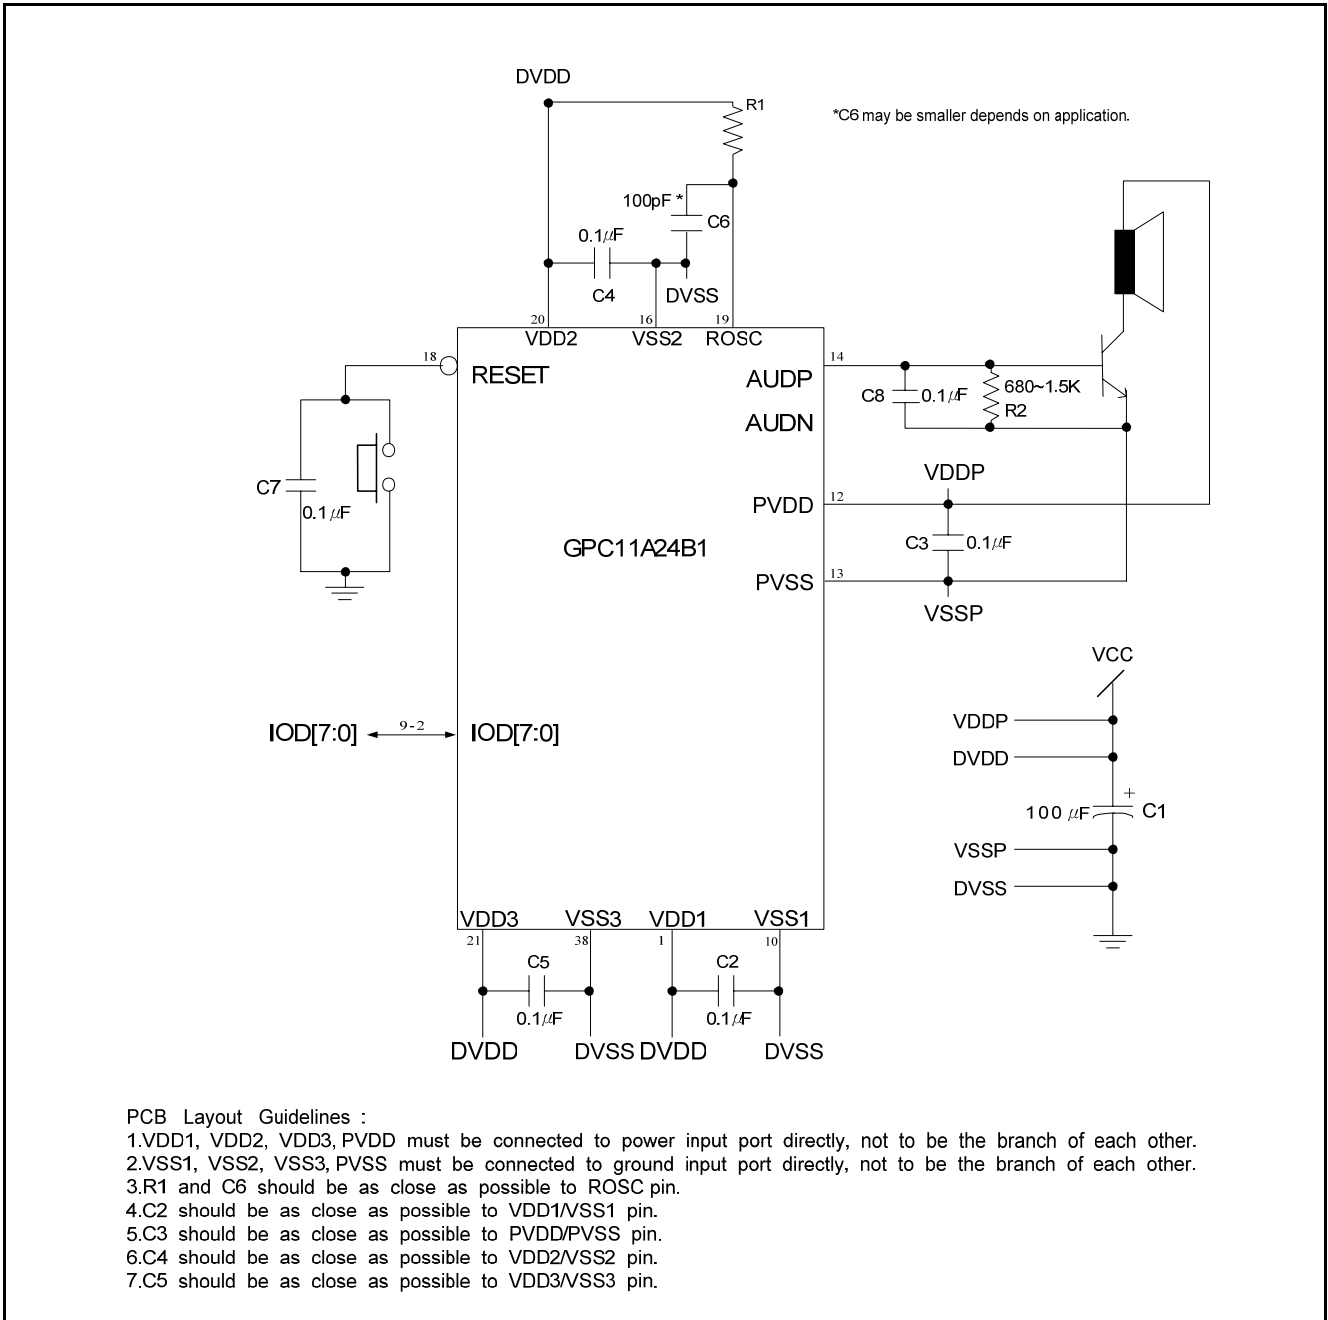 DVDD
R1
*C6 may be smaller depends on application.
100pF *
C6
0.1μF
C4
DVSS
20
16
19
VDD2
VSS2
ROSC
18
RESET
14
AUDP
C8
0.1μF
680~1.5K
R2
AUDN
VDDP
C7
0.1μF
PVDD
12
GPC11A24B1
C3
0.1μF
PVSS
13
VSSP
VCC
IOD[7:0]
9-2
IOD[7:0]
VDDP
DVDD
+
100 μF
C1
VSSP
DVSS
VDD3
VSS3
VDD1
VSS1
21
38
1
10
C5
C2
0.1μF
0.1μF
DVDD
DVSS
DVDD
DVSS
PCB Layout Guidelines :
1.VDD1, VDD2, VDD3, PVDD must be connected to power input port directly, not to be the branch of each other.
2.VSS1, VSS2, VSS3, PVSS must be connected to ground input port directly, not to be the branch of each other.
3.R1 and C6 should be as close as possible to ROSC pin.
4.C2 should be as close as possible to VDD1/VSS1 pin.
5.C3 should be as close as possible to PVDD/PVSS pin.
6.C4 should be as close as possible to VDD2/VSS2 pin.
7.C5 should be as close as possible to VDD3/VSS3 pin.